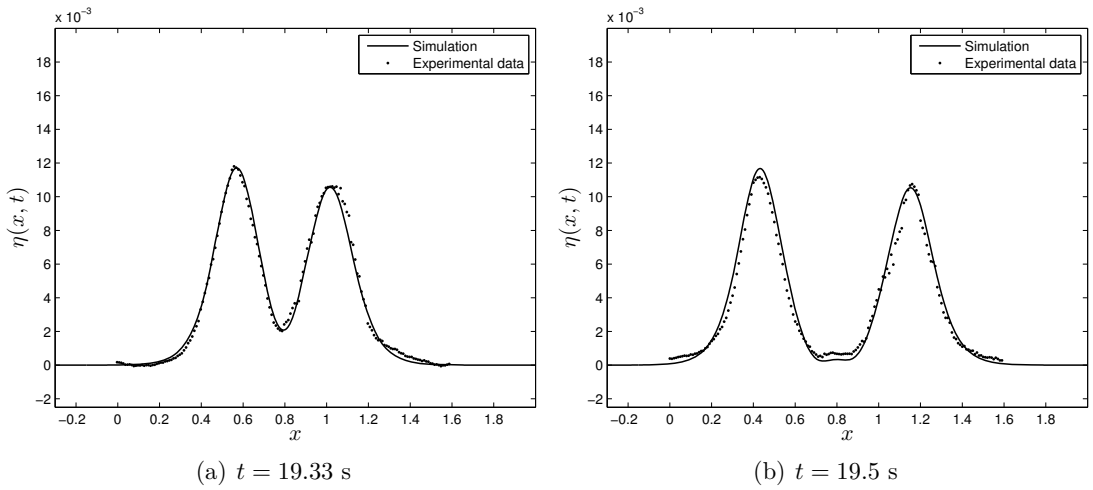 x 10⁻³
18
16
14
12
10
8
6
4
2
0
−2
η(x, t)
−0.2 0 0.2 0.4 0.6 0.8 1 1.2 1.4 1.6 1.8
x
Simulation
Experimental data
(a) t = 19.33 s
x 10⁻³
18
16
14
12
10
8
6
4
2
0
−2
η(x, t)
−0.2 0 0.2 0.4 0.6 0.8 1 1.2 1.4 1.6 1.8
x
Simulation
Experimental data
(b) t = 19.5 s